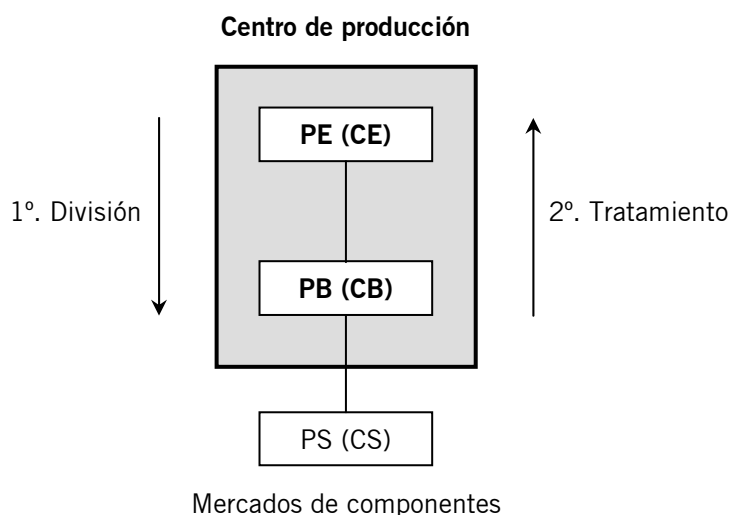 Centro de producción
PE (CE)
1º. División
2º. Tratamiento
PB (CB)
PS (CS)
Mercados de componentes